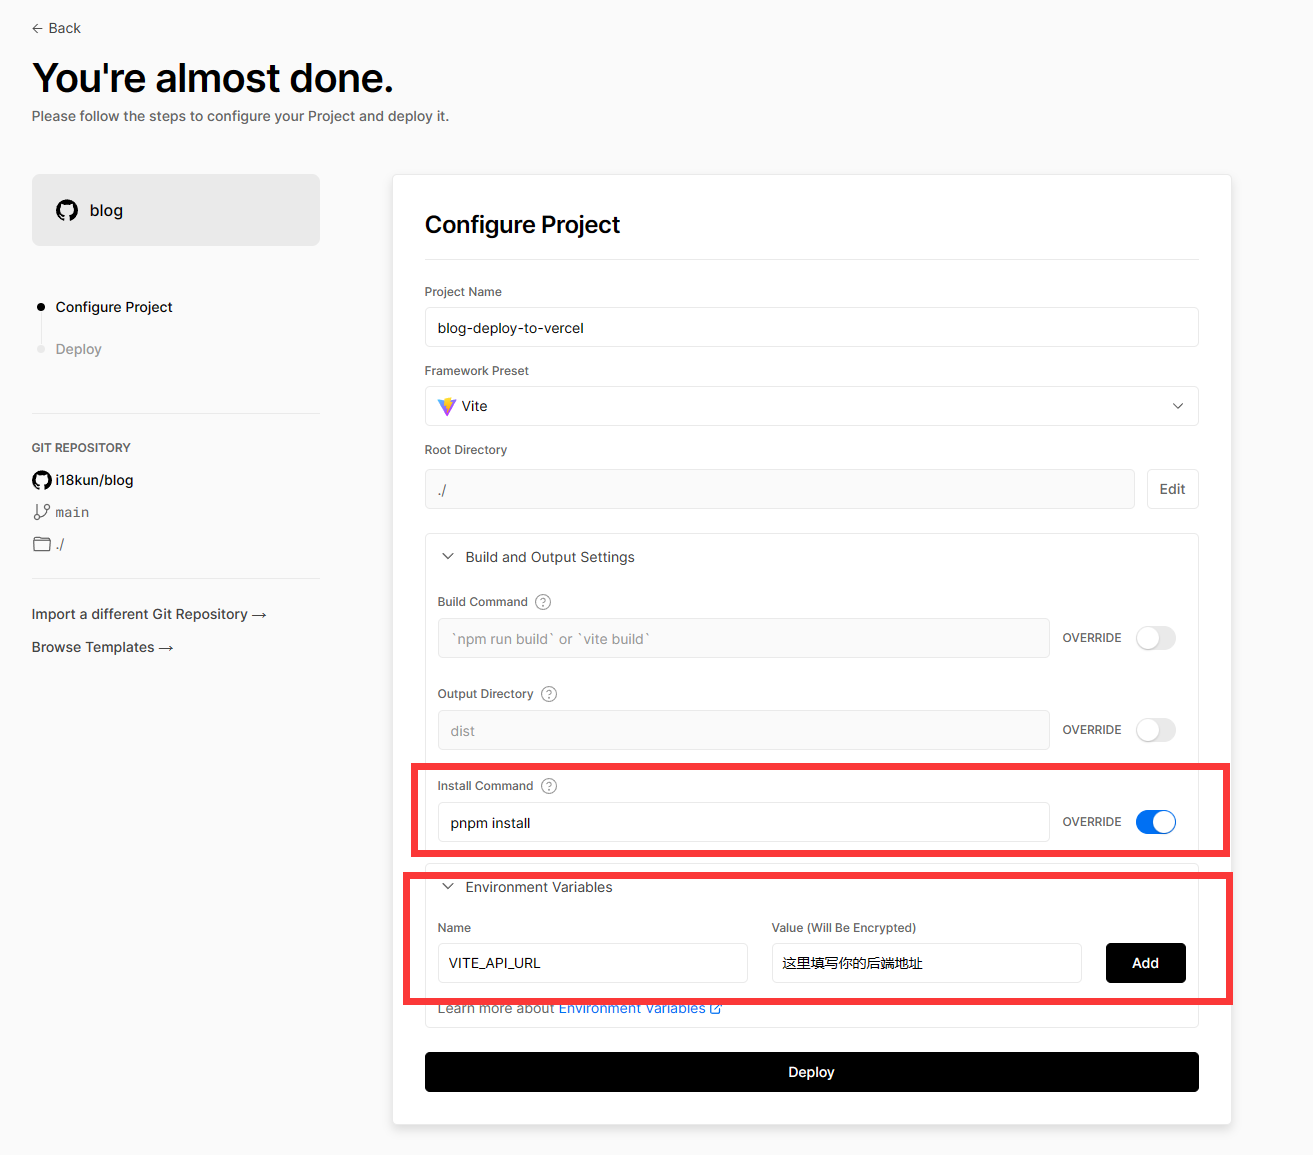 ← Back
You're almost done.
Please follow the steps to configure your Project and deploy it.
blog
Configure Project
Deploy
GIT REPOSITORY
i18kun/blog
main
./
Import a different Git Repository →
Browse Templates →
Configure Project
Project Name
blog-deploy-to-vercel
Framework Preset
Vite
Root Directory
./
Edit
Build and Output Settings
Build Command ?
`npm run build` or `vite build`
OVERRIDE
Output Directory ?
dist
OVERRIDE
Install Command ?
pnpm install
OVERRIDE
Environment Variables
Name
Value (Will Be Encrypted)
VITE_API_URL
这里填写你的后端地址
Add
Learn more about Environment Variables
Deploy